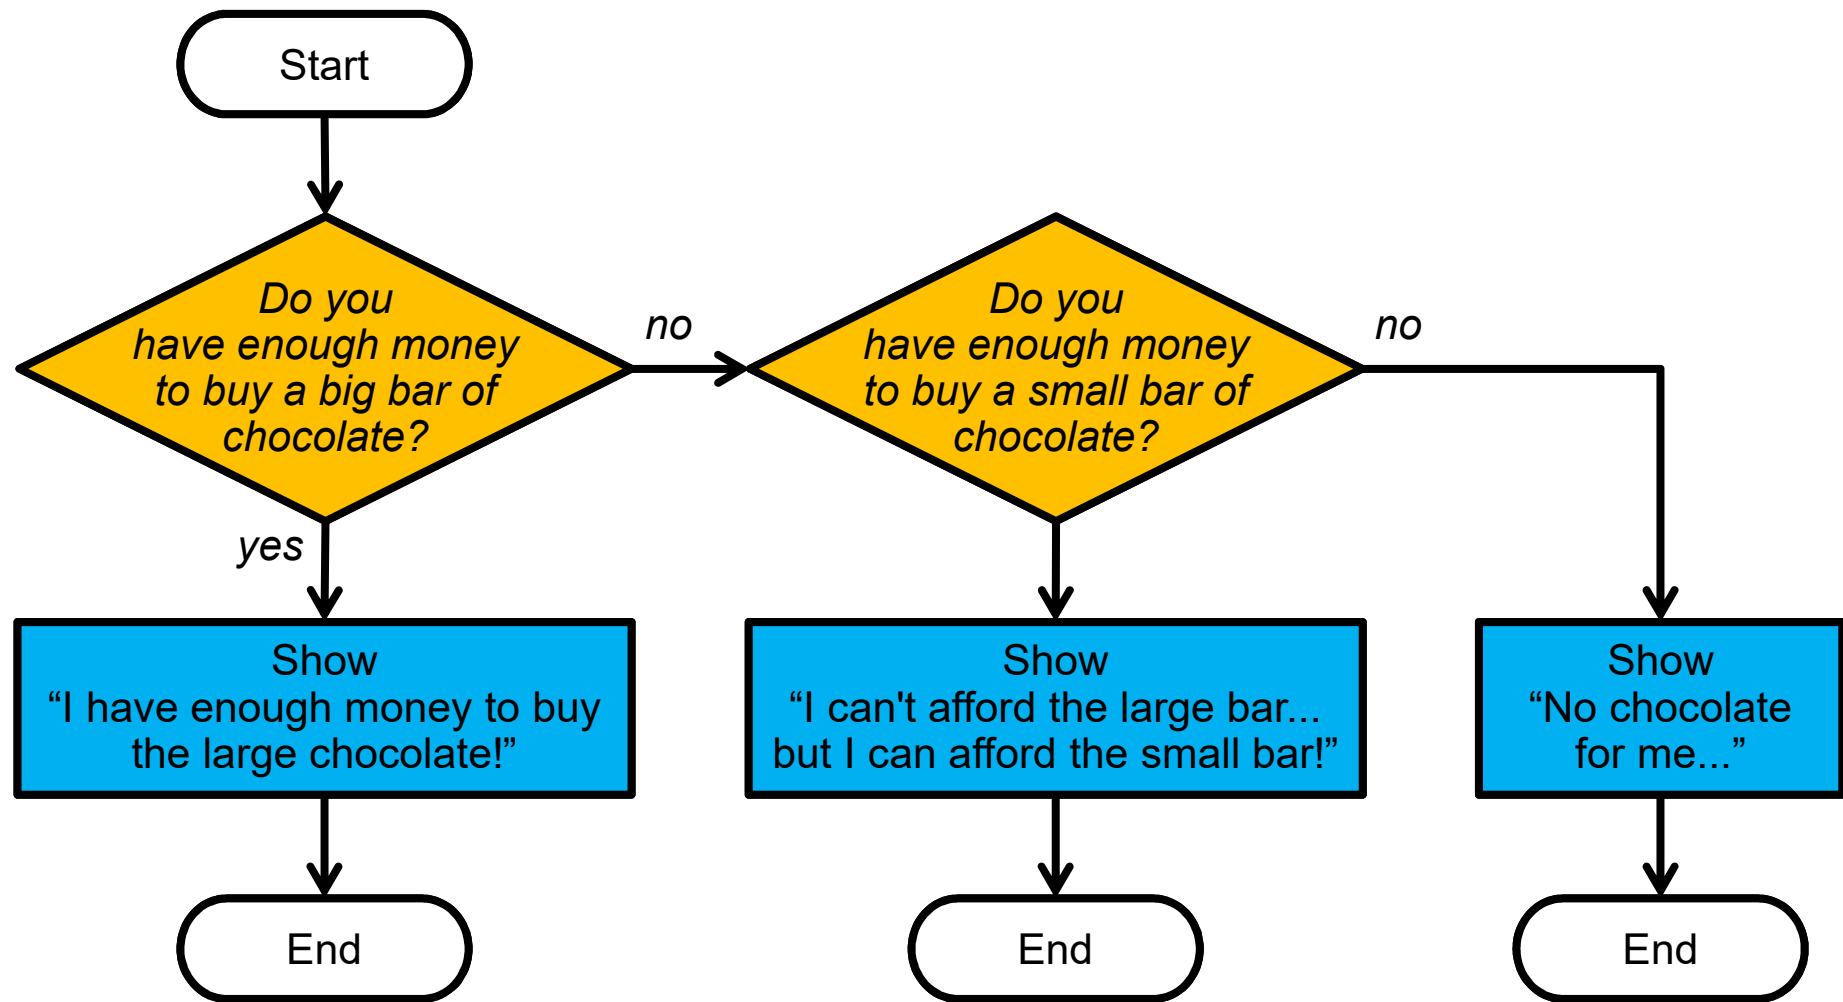 Start
Do you
have enough money
to buy a big bar of
chocolate?
no
Do you
have enough money
to buy a small bar of
chocolate?
no
yes
Show
“I have enough money to buy
the large chocolate!”
Show
“I can't afford the large bar...
but I can afford the small bar!”
Show
“No chocolate
for me...”
End
End
End